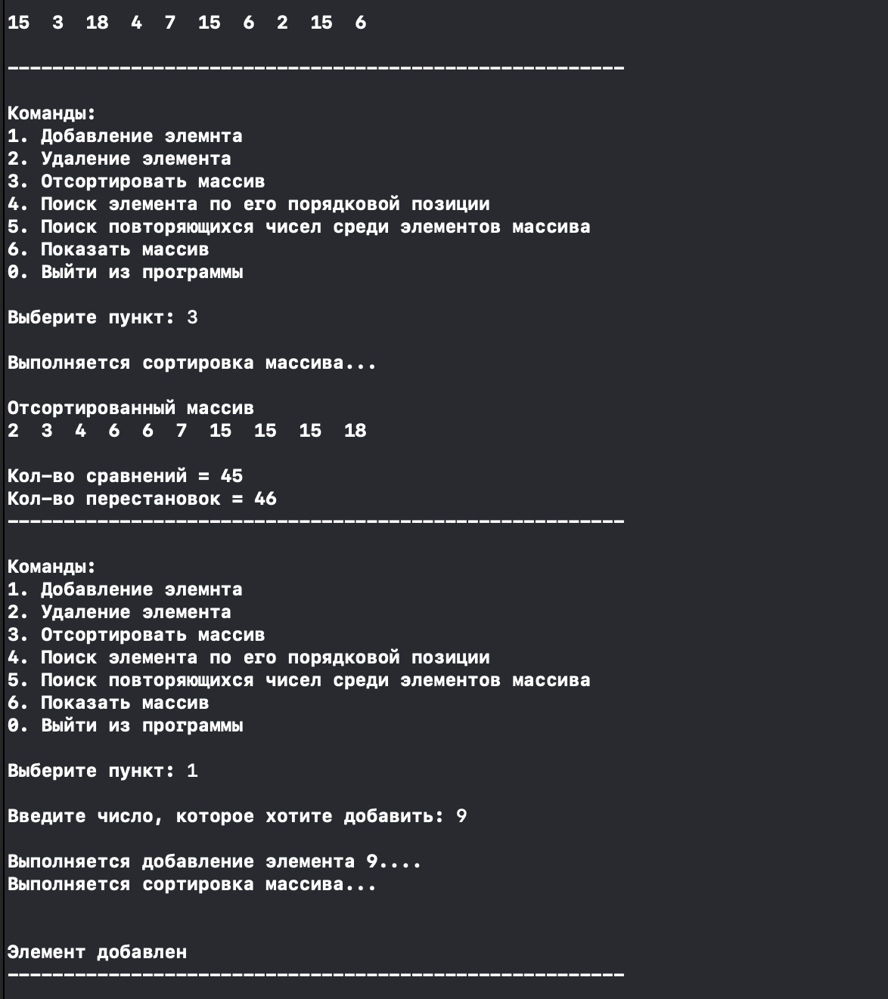 15  3  18  4  7  15  6  2  15  6
-------------------------------------------------------
Команды:
1. Добавление элемнта
2. Удаление элемента
3. Отсортировать массив
4. Поиск элемента по его порядковой позиции
5. Поиск повторяющихся чисел среди элементов массива
6. Показать массив
0. Выйти из программы
Выберите пункт: 3
Выполняется сортировка массива...
Отсортированный массив
2  3  4  6  6  7  15  15  15  18
Кол-во сравнений = 45
Кол-во перестановок = 46
-------------------------------------------------------
Команды:
1. Добавление элемнта
2. Удаление элемента
3. Отсортировать массив
4. Поиск элемента по его порядковой позиции
5. Поиск повторяющихся чисел среди элементов массива
6. Показать массив
0. Выйти из программы
Выберите пункт: 1
Введите число, которое хотите добавить: 9
Выполняется добавление элемента 9....
Выполняется сортировка массива...
Элемент добавлен
-------------------------------------------------------